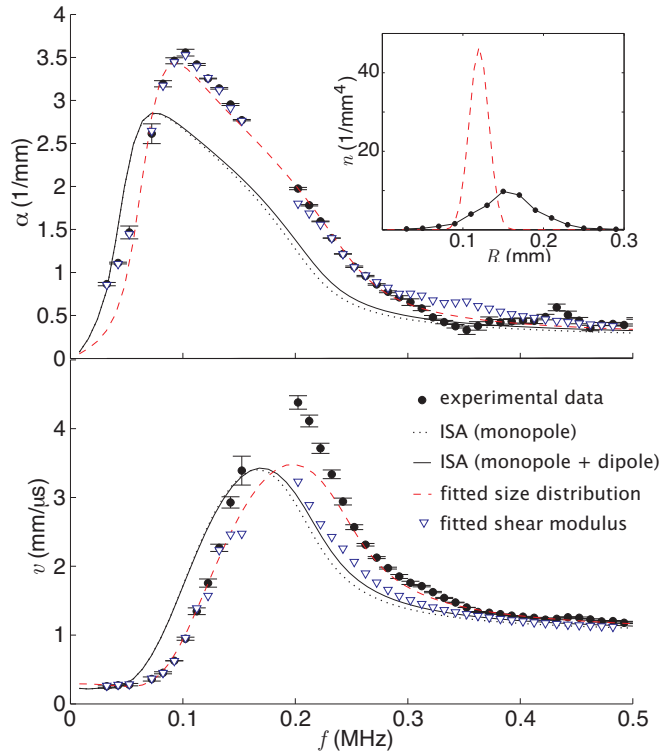 4
3.5
3
2.5
2
1.5
1
0.5
0
α (1/mm)
40
20
n (1/mm⁴)
0.1 0.2 0.3
R (mm)
4
3
2
1
0
v (mm/μs)
experimental data
ISA (monopole)
ISA (monopole + dipole)
fitted size distribution
fitted shear modulus
0 0.1 0.2 0.3 0.4 0.5
f (MHz)